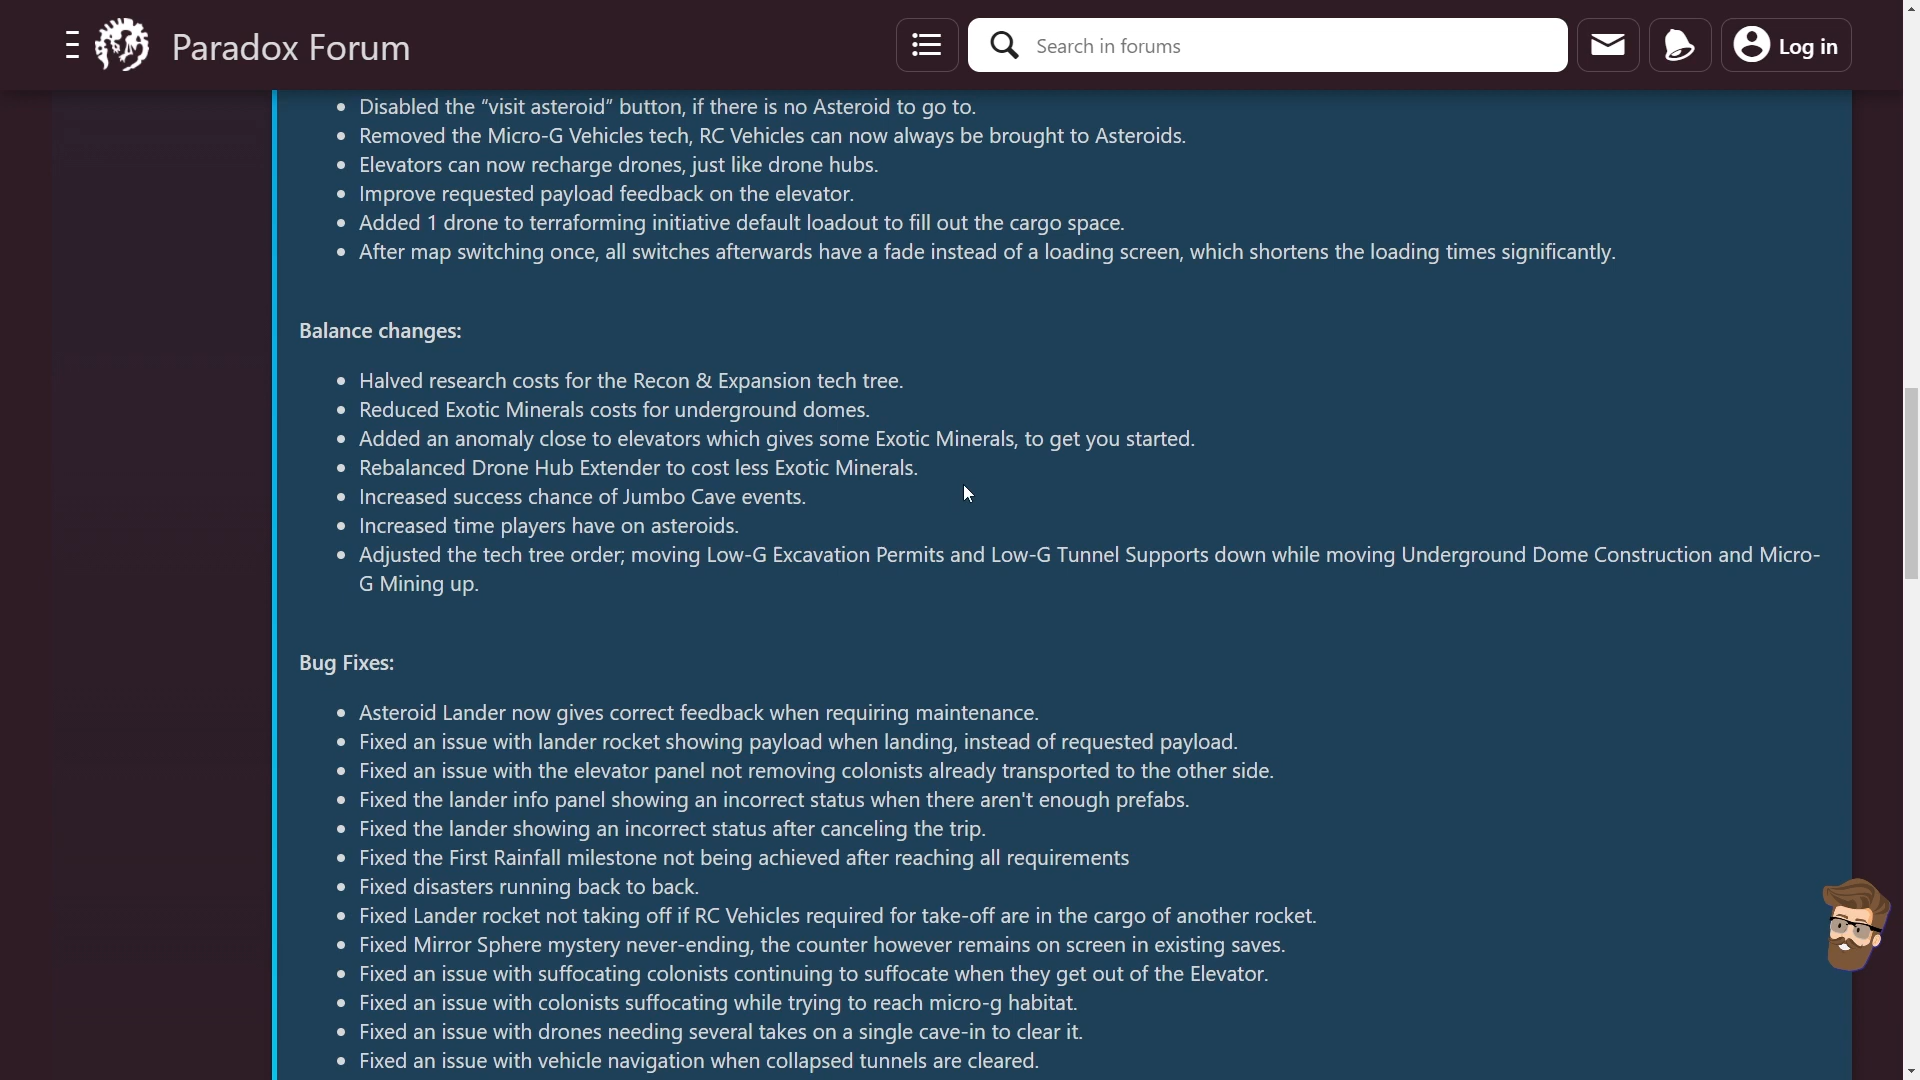 Paradox Forum
Search in forums
Log in
Disabled the “visit asteroid” button, if there is no Asteroid to go to.
Removed the Micro-G Vehicles tech, RC Vehicles can now always be brought to Asteroids.
Elevators can now recharge drones, just like drone hubs.
Improve requested payload feedback on the elevator.
Added 1 drone to terraforming initiative default loadout to fill out the cargo space.
After map switching once, all switches afterwards have a fade instead of a loading screen, which shortens the loading times significantly.
Balance changes:
Halved research costs for the Recon & Expansion tech tree.
Reduced Exotic Minerals costs for underground domes.
Added an anomaly close to elevators which gives some Exotic Minerals, to get you started.
Rebalanced Drone Hub Extender to cost less Exotic Minerals.
Increased success chance of Jumbo Cave events.
Increased time players have on asteroids.
Adjusted the tech tree order; moving Low-G Excavation Permits and Low-G Tunnel Supports down while moving Underground Dome Construction and Micro-
G Mining up.
Bug Fixes:
Asteroid Lander now gives correct feedback when requiring maintenance.
Fixed an issue with lander rocket showing payload when landing, instead of requested payload.
Fixed an issue with the elevator panel not removing colonists already transported to the other side.
Fixed the lander info panel showing an incorrect status when there aren't enough prefabs.
Fixed the lander showing an incorrect status after canceling the trip.
Fixed the First Rainfall milestone not being achieved after reaching all requirements
Fixed disasters running back to back.
Fixed Lander rocket not taking off if RC Vehicles required for take-off are in the cargo of another rocket.
Fixed Mirror Sphere mystery never-ending, the counter however remains on screen in existing saves.
Fixed an issue with suffocating colonists continuing to suffocate when they get out of the Elevator.
Fixed an issue with colonists suffocating while trying to reach micro-g habitat.
Fixed an issue with drones needing several takes on a single cave-in to clear it.
Fixed an issue with vehicle navigation when collapsed tunnels are cleared.